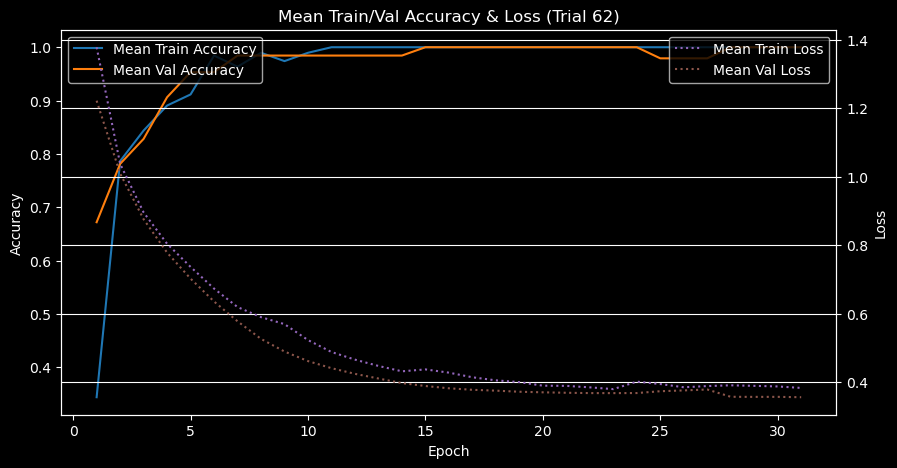 Mean Train/Val Accuracy & Loss (Trial 62)
Mean Train Accuracy
Mean Val Accuracy
Mean Train Loss
Mean Val Loss
1.0
0.9
0.8
0.7
0.6
0.5
0.4
Accuracy
1.4
1.2
1.0
0.8
0.6
0.4
Loss
0
5
10
15
20
25
30
Epoch